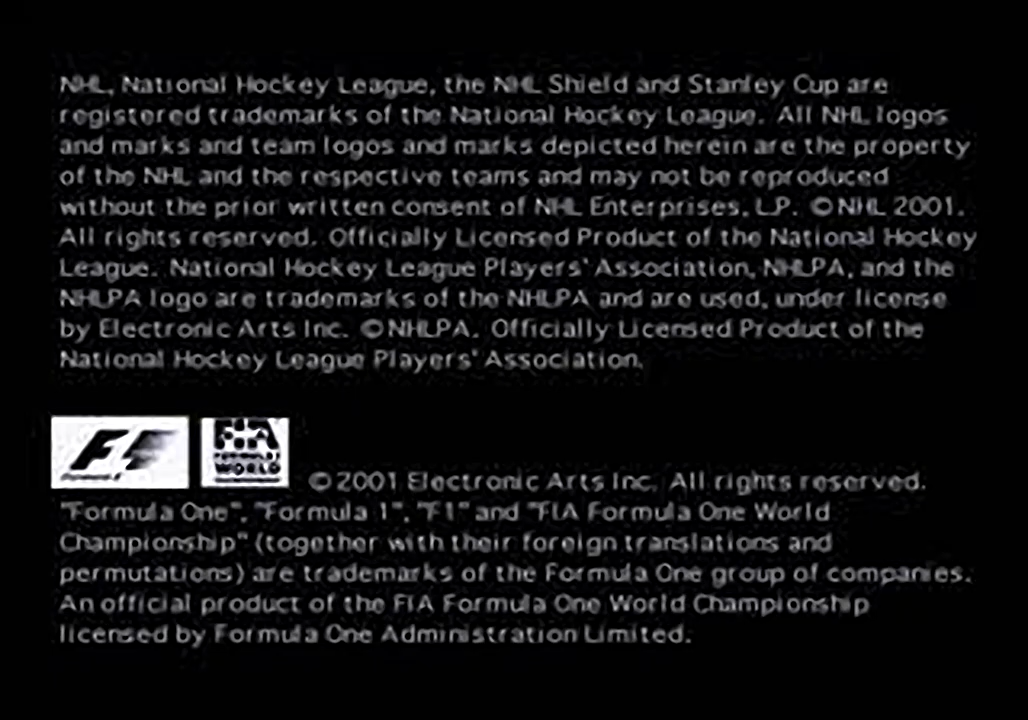 NHL, National Hockey League, the NHL Shield and Stanley Cup are
registered trademarks of the National Hockey League. All NHL logos
and marks and team logos and marks depicted herein are the property
of the NHL and the respective teams and may not be reproduced
without the prior written consent of NHL Enterprises, L.P. ©NHL 2001.
All rights reserved. Officially Licensed Product of the National Hockey
League. National Hockey League Players' Association, NHLPA, and the
NHLPA logo are trademarks of the NHLPA and are used, under license
by Electronic Arts Inc. ©NHLPA. Officially Licensed Product of the
National Hockey League Players' Association.
F1
FIA
WORLD
©2001 Electronic Arts Inc. All rights reserved.
"Formula One", "Formula 1", "F1" and "FIA Formula One World
Championship" (together with their foreign translations and
permutations) are trademarks of the Formula One group of companies.
An official product of the FIA Formula One World Championship
licensed by Formula One Administration Limited.